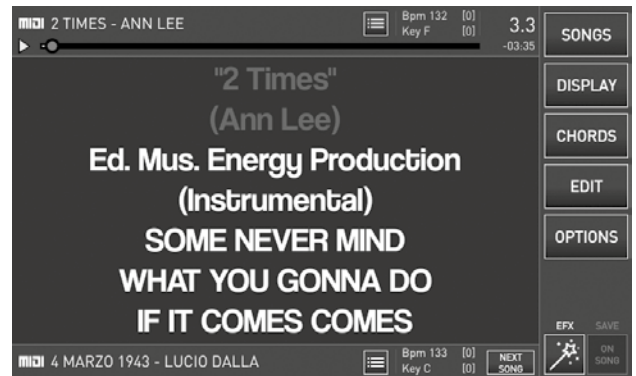 MIDI 2 TIMES - ANN LEE
Bpm 132 [0]
Key F [0]
3.3
-03:35
"2 Times"
(Ann Lee)
Ed. Mus. Energy Production
(Instrumental)
SOME NEVER MIND
WHAT YOU GONNA DO
IF IT COMES COMES
MIDI 4 MARZO 1943 - LUCIO DALLA
Bpm 133 [0]
Key C [0]
NEXT
SONG
SONGS
DISPLAY
CHORDS
EDIT
OPTIONS
EFX SAVE
ON
SONG